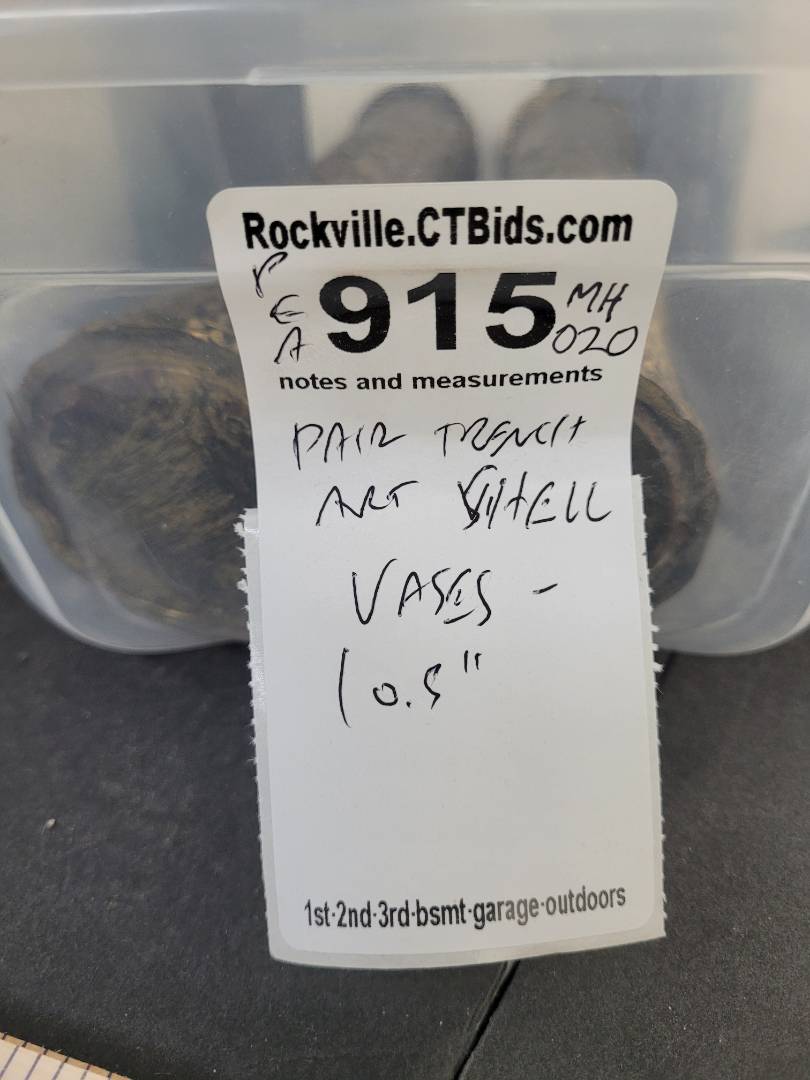 Rockville.CTBids.com
PEA 915 MH 020
notes and measurements
PAIR TRENCH
ART SHELL
VASES -
10.5"
1st·2nd·3rd·bsmt·garage·outdoors